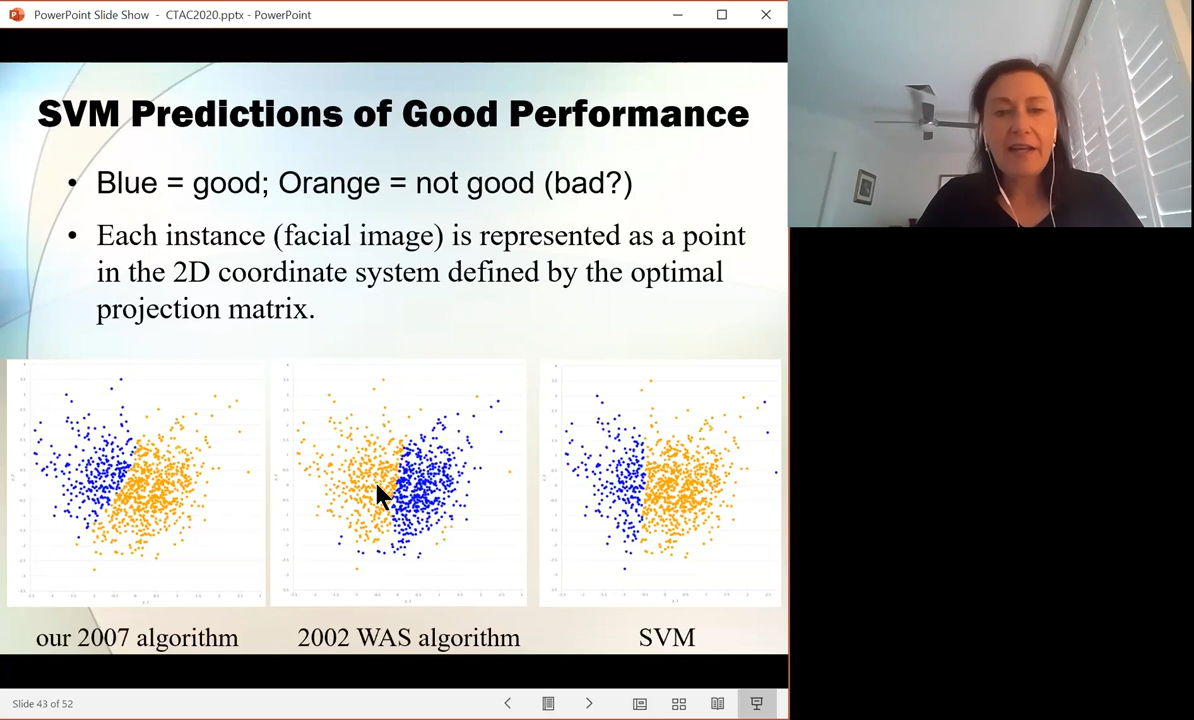 PowerPoint Slide Show - CTAC2020.pptx - PowerPoint
SVM Predictions of Good Performance
• Blue = good; Orange = not good (bad?)
• Each instance (facial image) is represented as a point
in the 2D coordinate system defined by the optimal
projection matrix.
our 2007 algorithm
2002 WAS algorithm
SVM
Slide 43 of 52